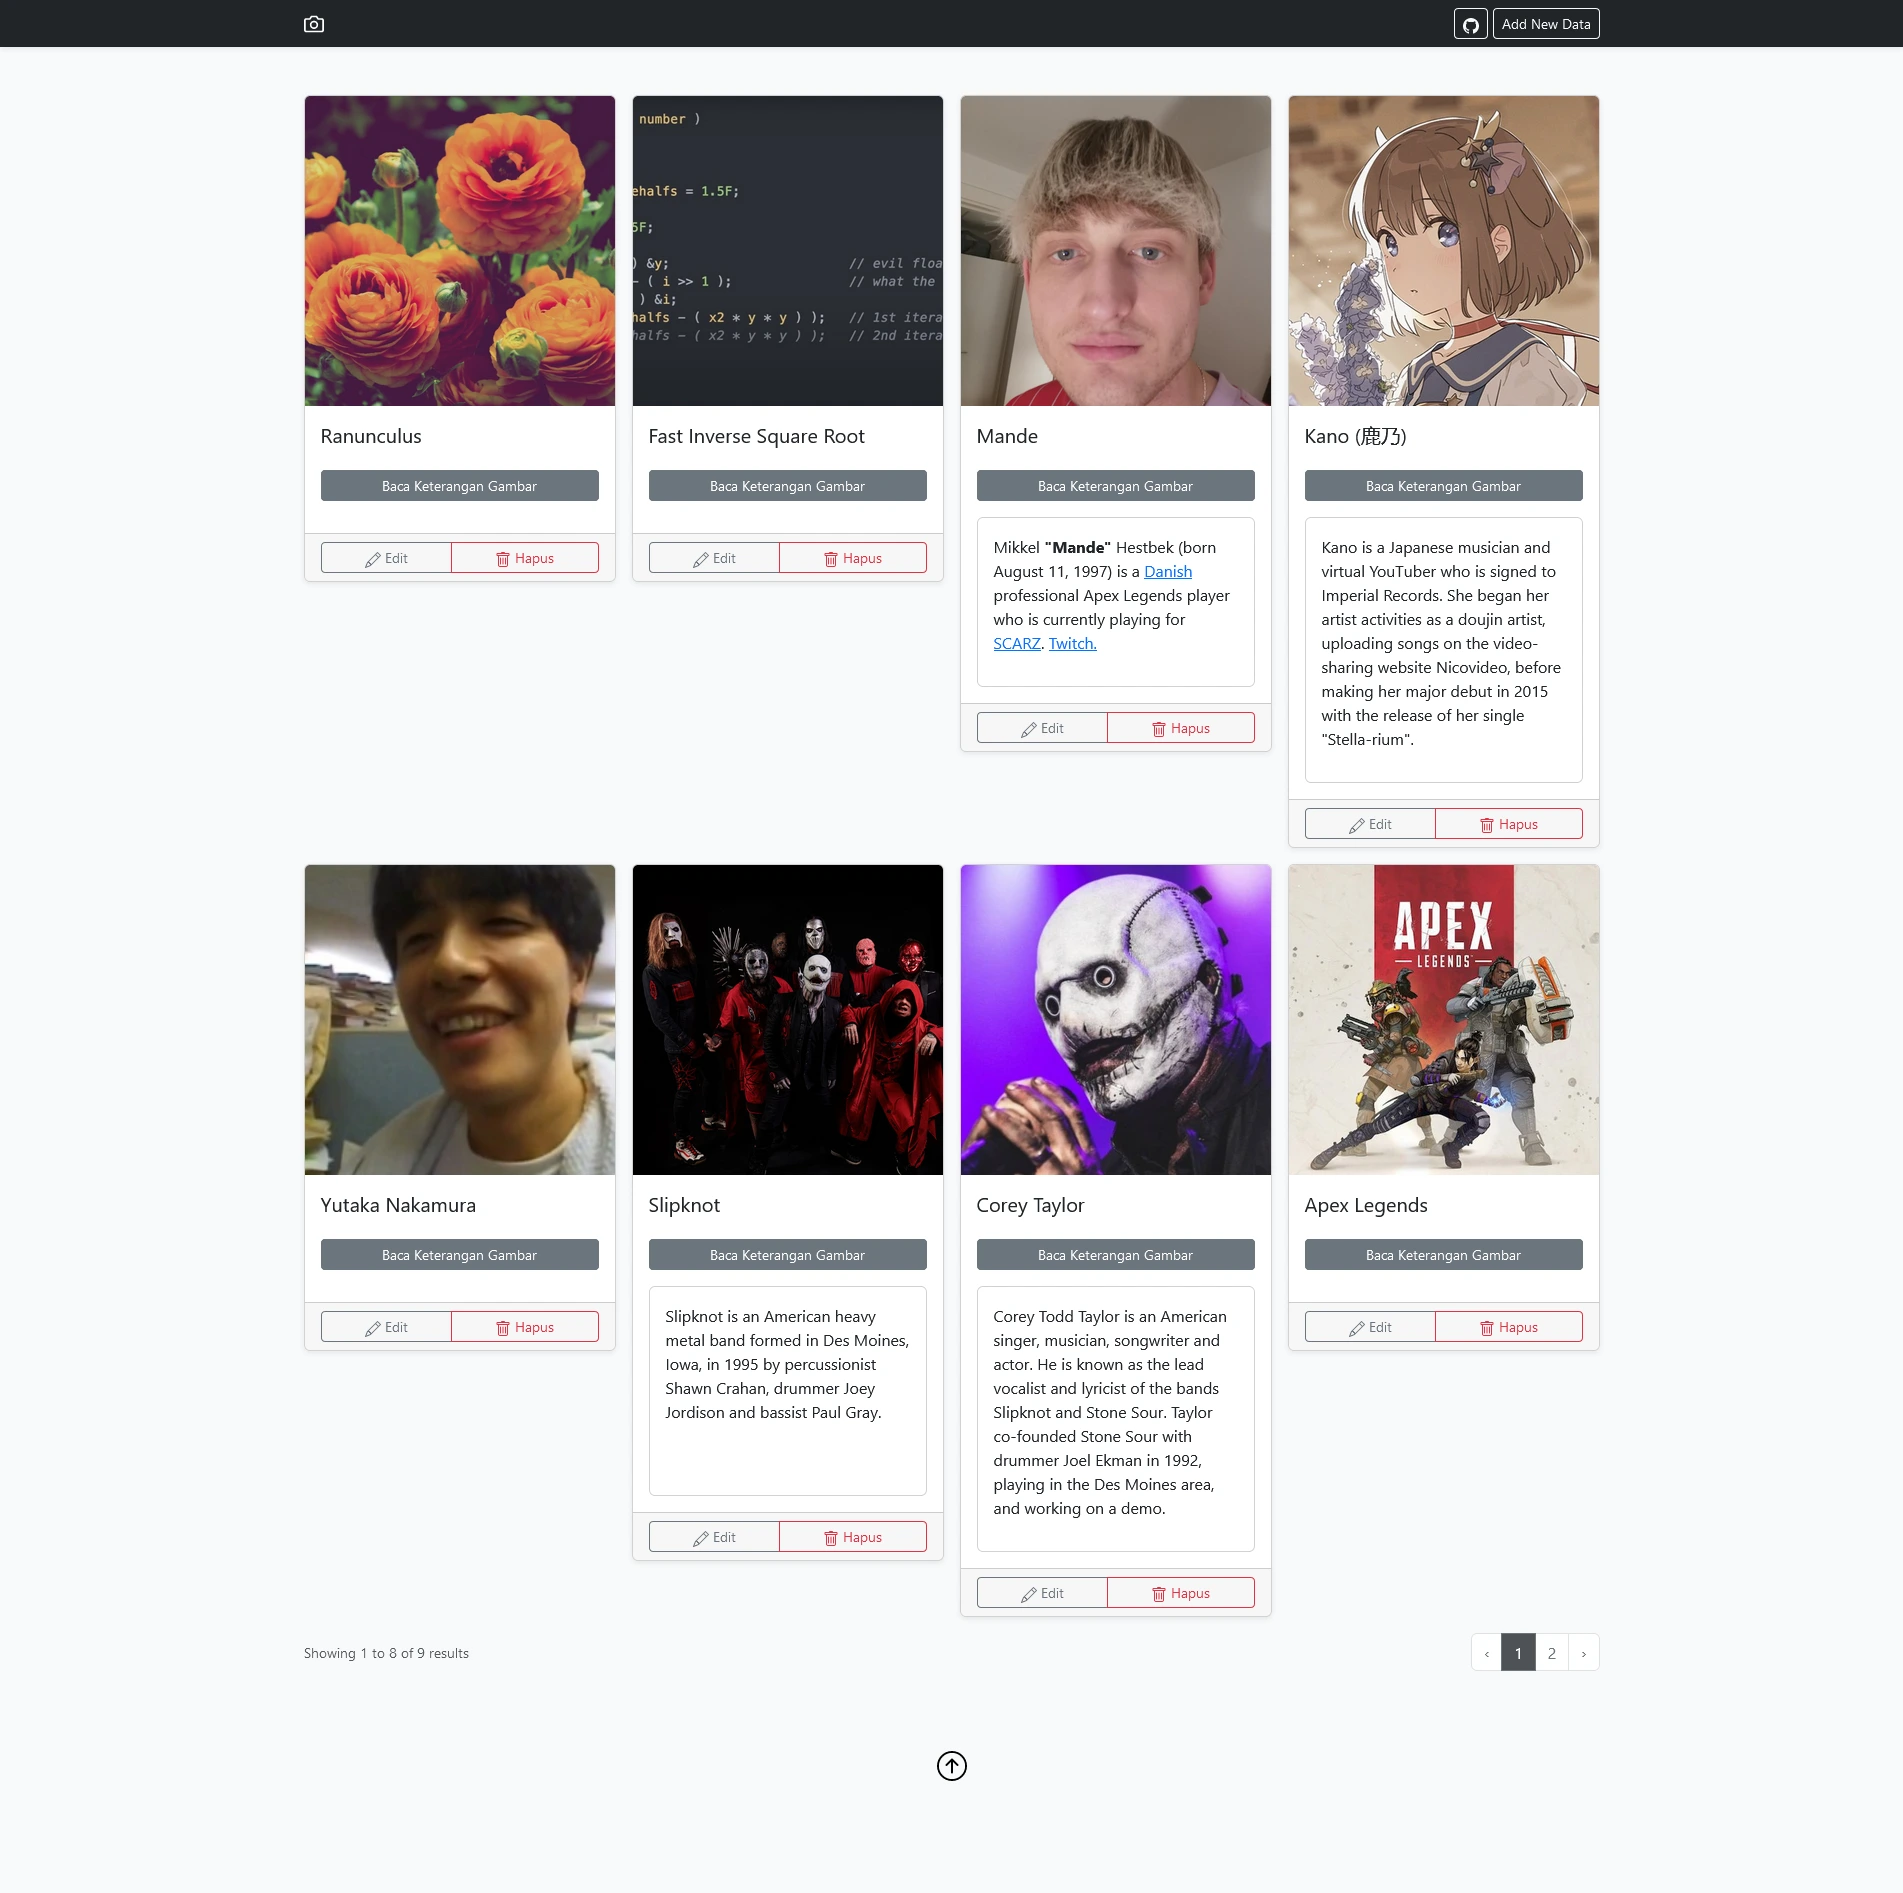 Add New Data
number )
ehalfs = 1.5F;
5F;
) &y; // evil floa
- ( i >> 1 ); // what the
) &i;
halfs - ( x2 * y * y ) ); // 1st itera
halfs - ( x2 * y * y ) ); // 2nd itera
Ranunculus
Baca Keterangan Gambar
Edit
Hapus
Fast Inverse Square Root
Baca Keterangan Gambar
Edit
Hapus
Mande
Baca Keterangan Gambar
Mikkel "Mande" Hestbek (born
August 11, 1997) is a Danish
professional Apex Legends player
who is currently playing for
SCARZ. Twitch.
Edit
Hapus
Kano (鹿乃)
Baca Keterangan Gambar
Kano is a Japanese musician and
virtual YouTuber who is signed to
Imperial Records. She began her
artist activities as a doujin artist,
uploading songs on the video-
sharing website Nicovideo, before
making her major debut in 2015
with the release of her single
"Stella-rium".
Edit
Hapus
Yutaka Nakamura
Baca Keterangan Gambar
Edit
Hapus
Slipknot
Baca Keterangan Gambar
Slipknot is an American heavy
metal band formed in Des Moines,
Iowa, in 1995 by percussionist
Shawn Crahan, drummer Joey
Jordison and bassist Paul Gray.
Edit
Hapus
Corey Taylor
Baca Keterangan Gambar
Corey Todd Taylor is an American
singer, musician, songwriter and
actor. He is known as the lead
vocalist and lyricist of the bands
Slipknot and Stone Sour. Taylor
co-founded Stone Sour with
drummer Joel Ekman in 1992,
playing in the Des Moines area,
and working on a demo.
Edit
Hapus
APEX
LEGENDS
Apex Legends
Baca Keterangan Gambar
Edit
Hapus
Showing 1 to 8 of 9 results
‹ 1 2 ›